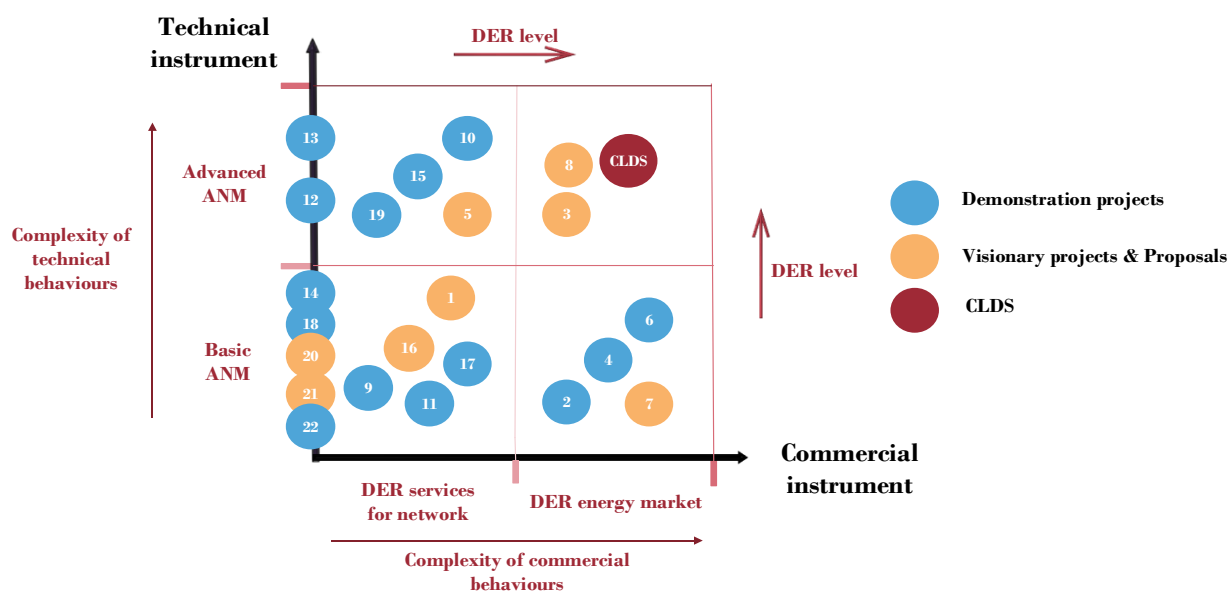 Technical
instrument
DER level
13
10
8
CLDS
15
Advanced
ANM
12
19
5
3
Demonstration projects
Complexity of
technical
behaviours
Visionary projects & Proposals
DER level
14
1
CLDS
18
6
20
16
4
Basic
ANM
17
9
21
11
2
7
22
Commercial
instrument
DER services
for network
DER energy market
Complexity of commercial
behaviours